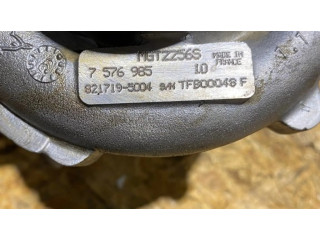 MGT2256S MADE IN
FRANCE
7 576 985 10
821719-5004 S/N TFB00048 F